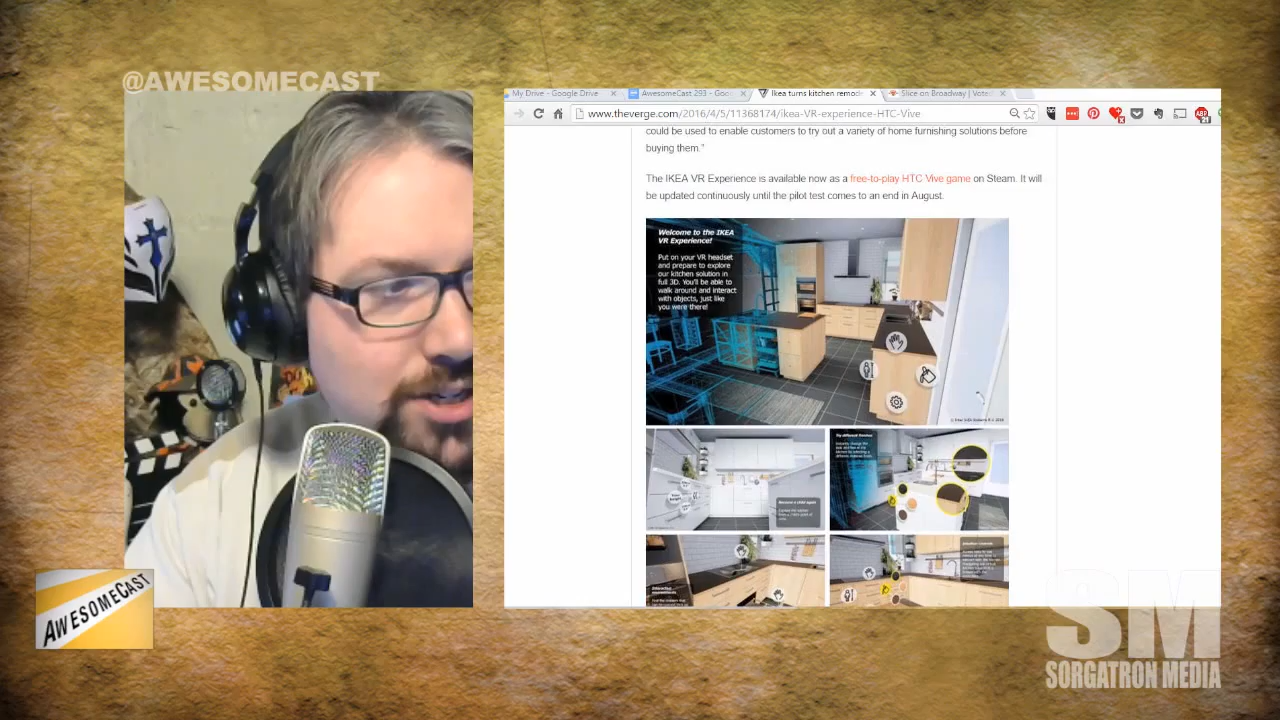 @AWESOMECAST
My Drive - Google Drive
AwesomeCast 293 - Goo
Ikea turns kitchen remode
Slice on Broadway | Vote
www.theverge.com/2016/4/5/11368174/ikea-VR-experience-HTC-Vive
could be used to enable customers to try out a variety of home furnishing solutions before
buying them."
The IKEA VR Experience is available now as a free-to-play HTC Vive game on Steam. It will
be updated continuously until the pilot test comes to an end in August.
Welcome to the IKEA
VR Experience!
Put on your VR headset
and prepare to explore
our kitchen solution in
full 3D. You'll be able to
walk around and interact
with objects, just like
you were there!
Become a child again
AWESOMECAST
SM
SORGATRON MEDIA